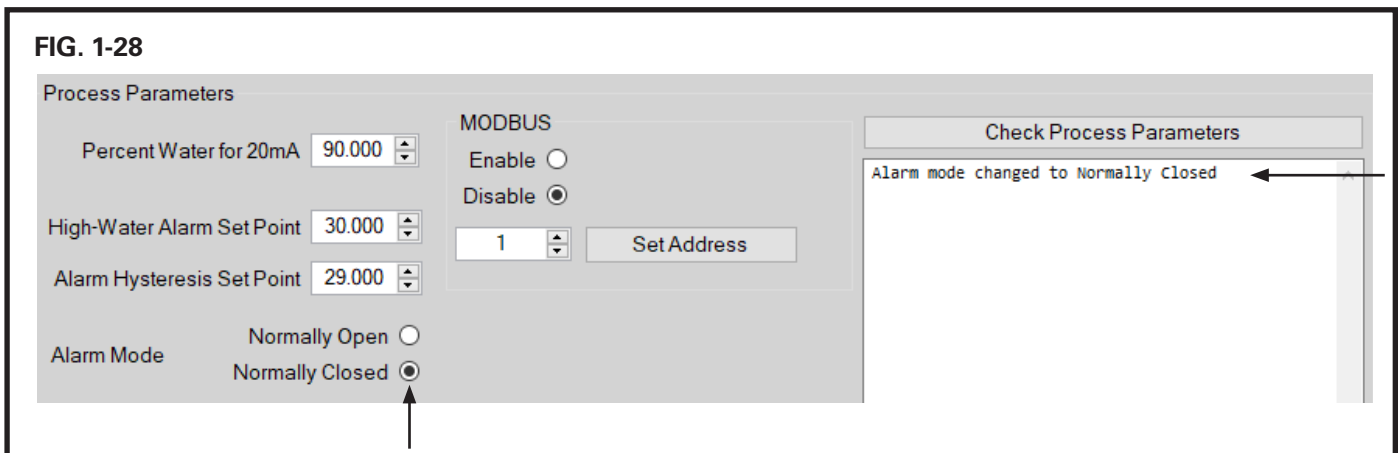 FIG. 1-28
Process Parameters
Percent Water for 20mA 90.000
High-Water Alarm Set Point 30.000
Alarm Hysteresis Set Point 29.000
Alarm Mode
Normally Open
Normally Closed
MODBUS
Enable
Disable
1 Set Address
Check Process Parameters
Alarm mode changed to Normally Closed